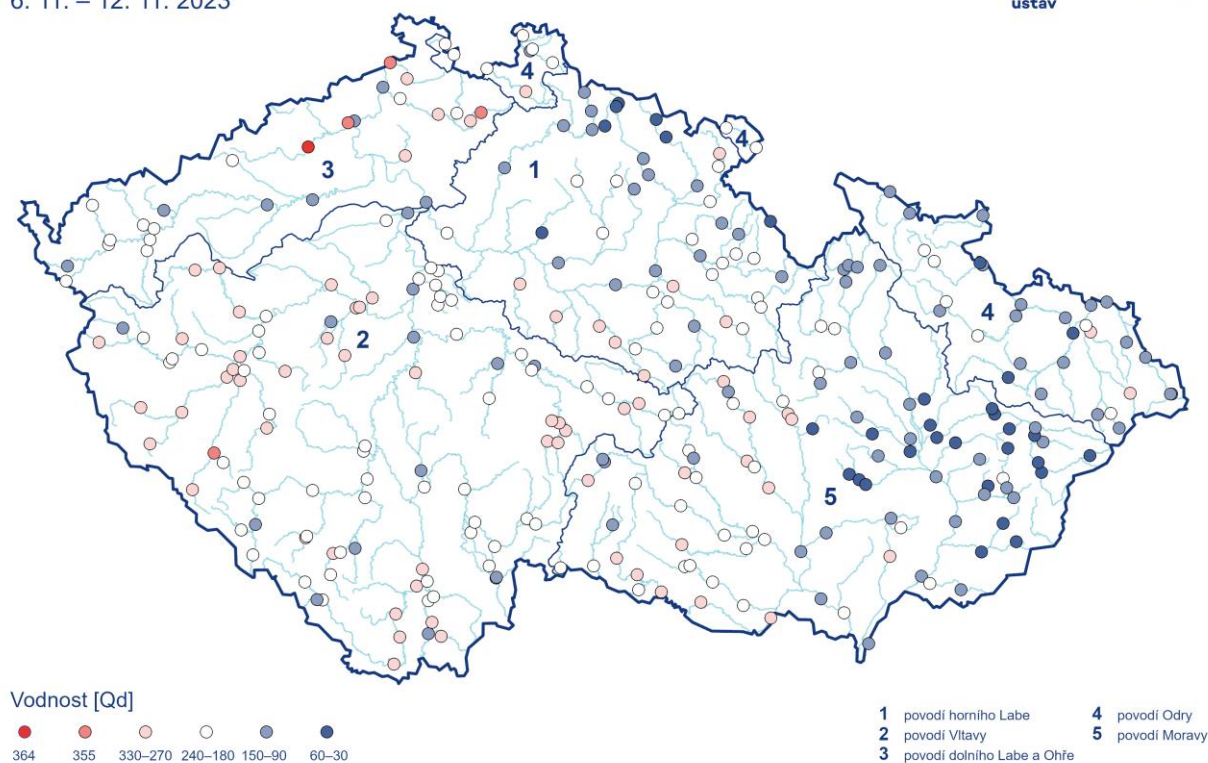 6. 11. – 12. 11. 2023
ústav
4
4
1
3
2
4
5
Vodnost [Qd]
364 355 330–270 240–180 150–90 60–30
1 povodí horního Labe
2 povodí Vltavy
3 povodí dolního Labe a Ohře
4 povodí Odry
5 povodí Moravy